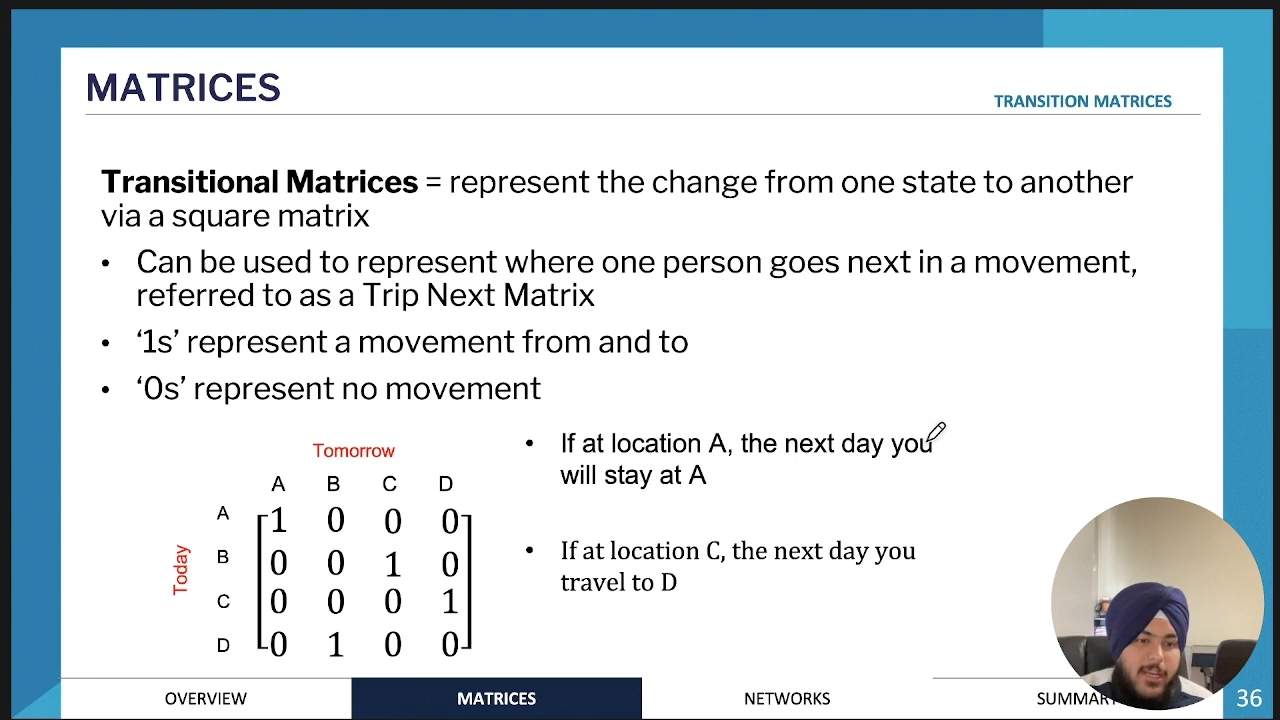 MATRICES
TRANSITION MATRICES
Transitional Matrices = represent the change from one state to another
via a square matrix
• Can be used to represent where one person goes next in a movement,
referred to as a Trip Next Matrix
• ‘1s’ represent a movement from and to
• ‘0s’ represent no movement
Tomorrow
A B C D
Today
A 1 0 0 0
B 0 0 1 0
C 0 0 0 1
D 0 1 0 0
• If at location A, the next day you
will stay at A
• If at location C, the next day you
travel to D
OVERVIEW
MATRICES
NETWORKS
36